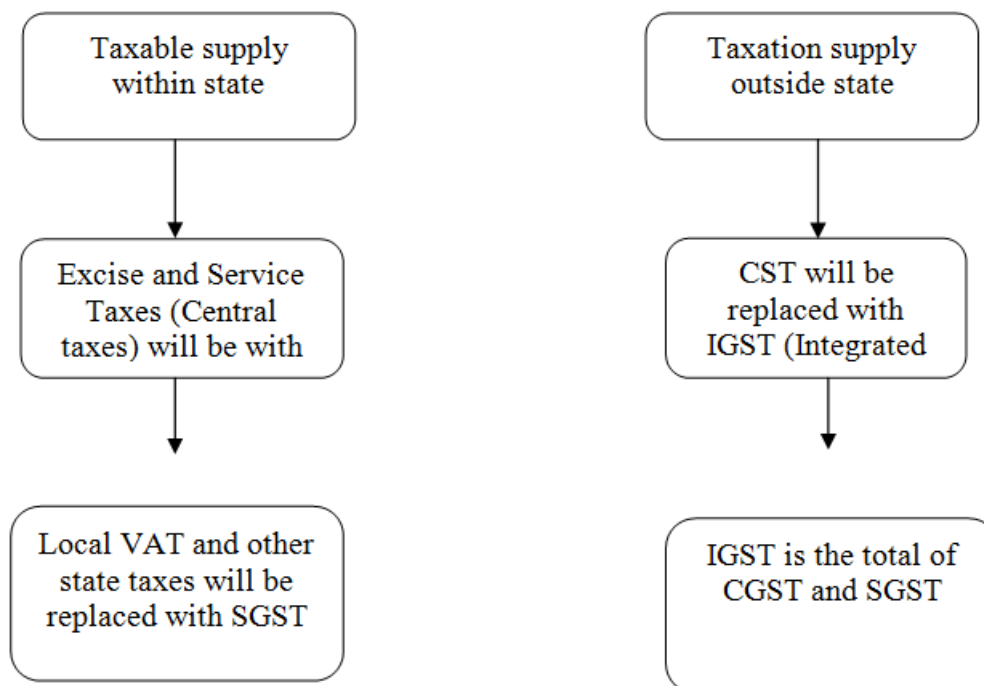 Taxable supply
within state
Excise and Service
Taxes (Central
taxes) will be with
Local VAT and other
state taxes will be
replaced with SGST
Taxation supply
outside state
CST will be
replaced with
IGST (Integrated
IGST is the total of
CGST and SGST